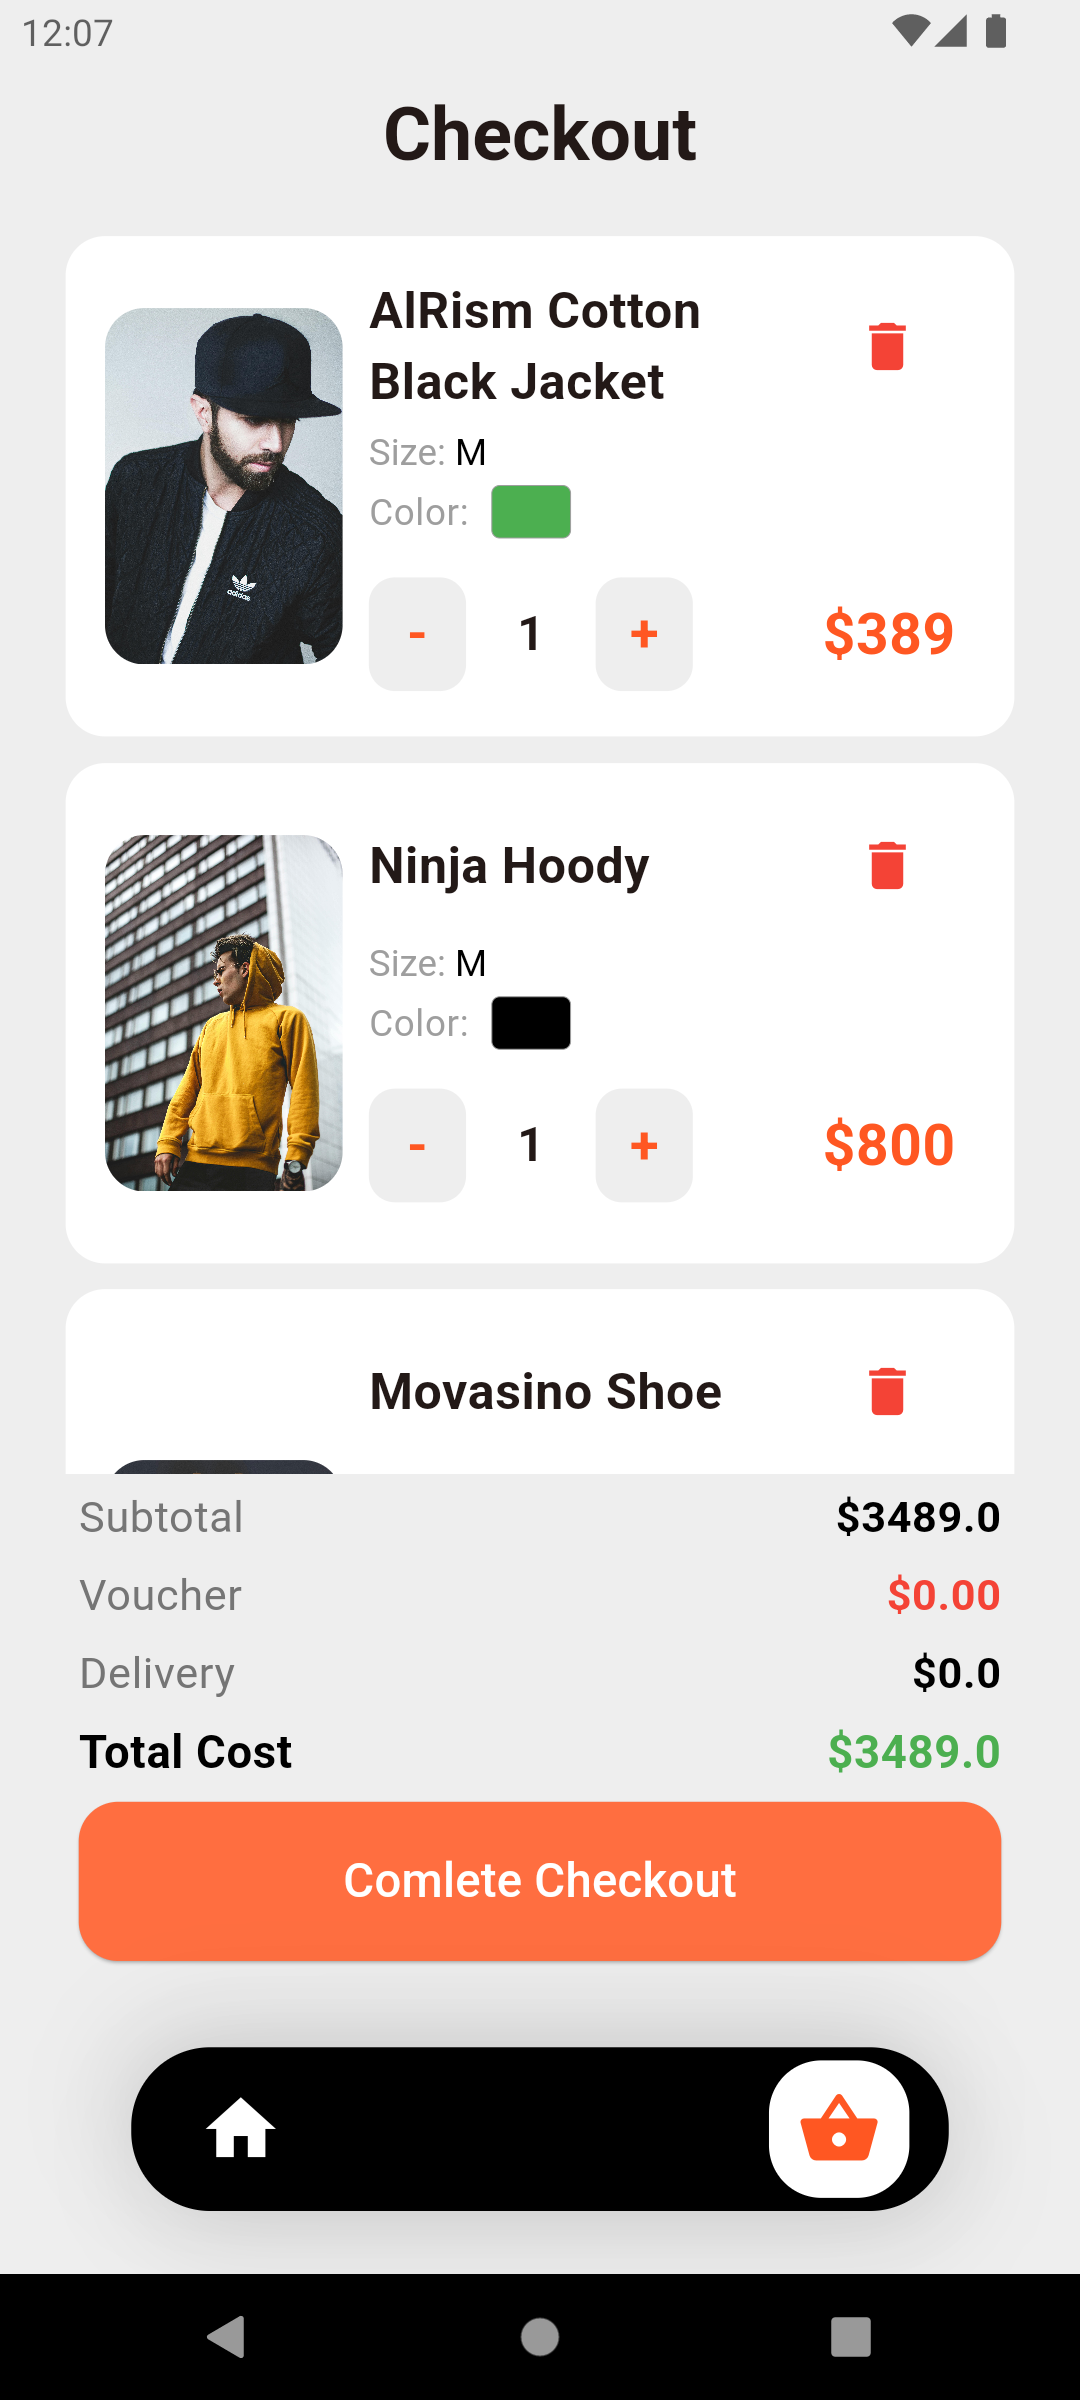 12:07
Checkout
AlRism Cotton
Black Jacket
Size: M
Color:
- 1 + $389
adidas
Ninja Hoody
Size: M
Color:
- 1 + $800
Movasino Shoe
Subtotal $3489.0
Voucher $0.00
Delivery $0.0
Total Cost $3489.0
Comlete Checkout